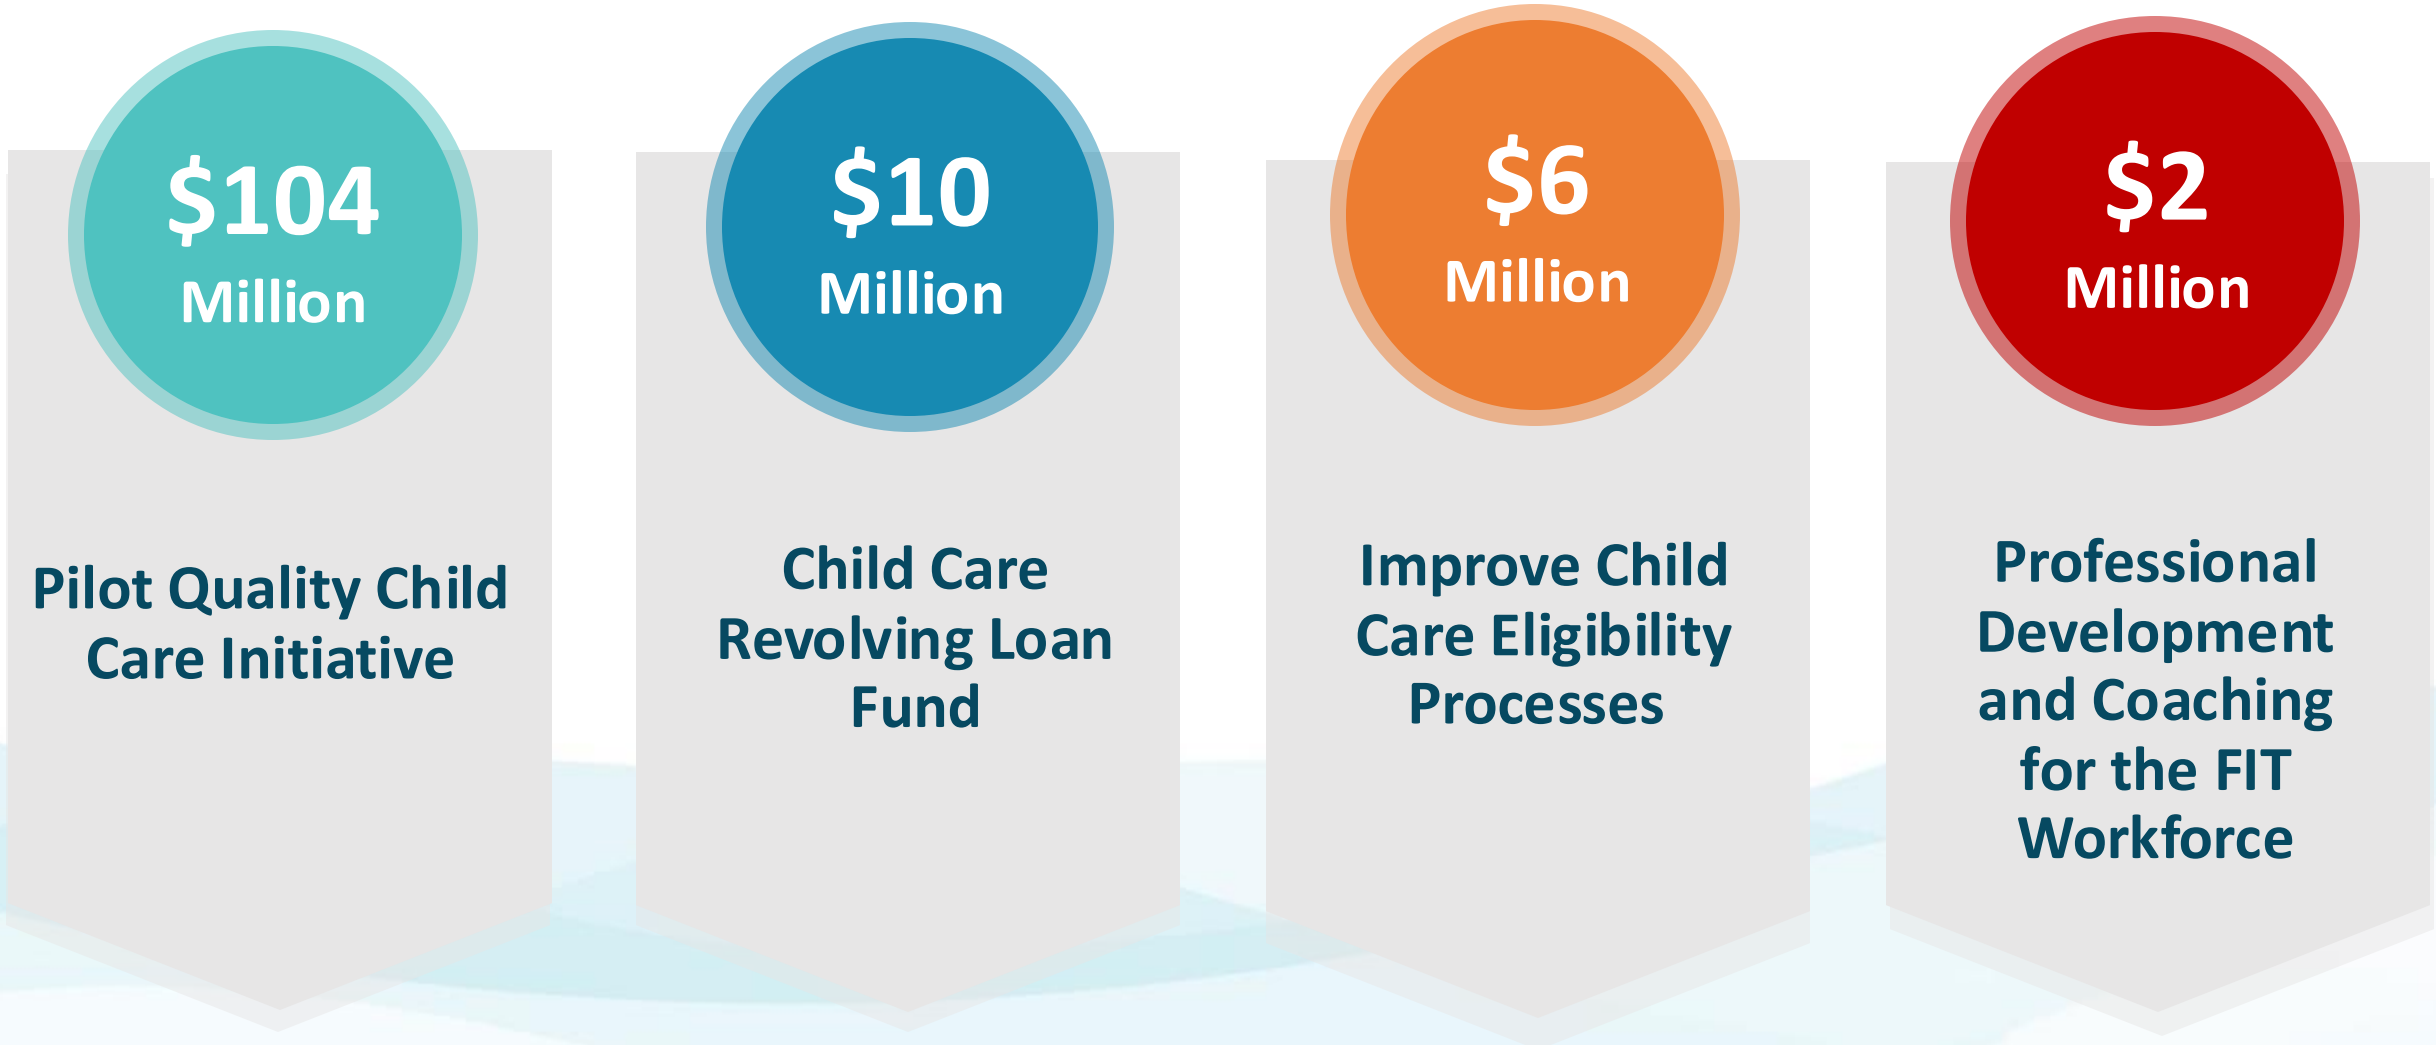 $104
Million
Pilot Quality Child
Care Initiative
$10
Million
Child Care
Revolving Loan
Fund
$6
Million
Improve Child
Care Eligibility
Processes
$2
Million
Professional
Development
and Coaching
for the FIT
Workforce